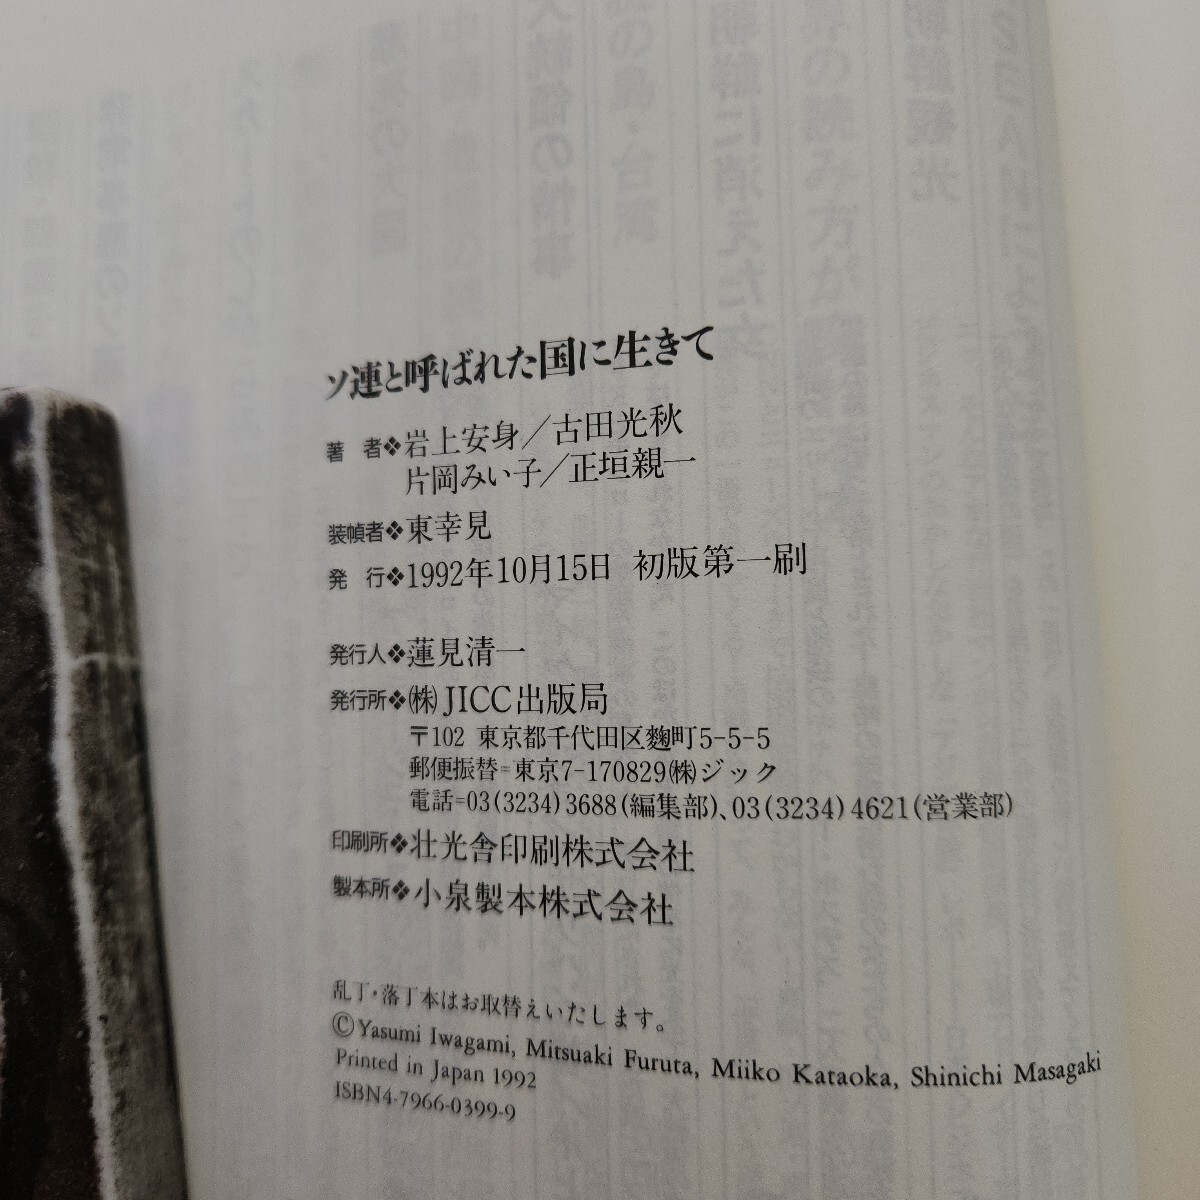 ソ連と呼ばれた国に生きて
著 者❖岩上安身／古田光秋
片岡みい子／正垣親一
装幀者❖東幸見
発 行❖1992年10月15日 初版第一刷
発行人❖蓮見清一
発行所❖㈱JICC出版局
〒102 東京都千代田区麴町5-5-5
郵便振替=東京7-170829㈱ジック
電話=03(3234)3688(編集部)、03(3234)4621(営業部)
印刷所❖壮光舎印刷株式会社
製本所❖小泉製本株式会社
乱丁・落丁本はお取替えいたします。
©Yasumi Iwagami, Mitsuaki Furuta, Miiko Kataoka, Shinichi Masagaki
Printed in Japan 1992
ISBN4-7966-0399-9